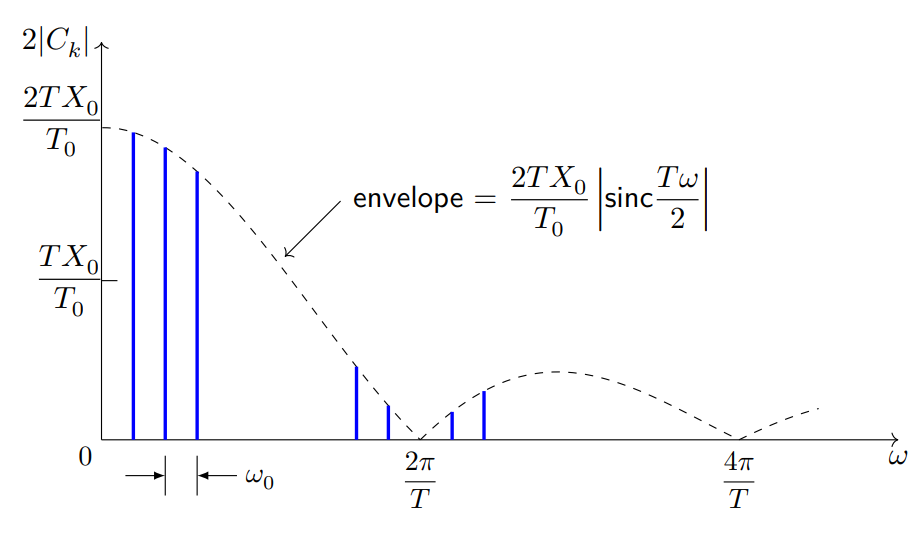 2|C_k|
2TX_0
T_0
envelope = 2TX_0/T_0 |sinc Tω/2|
TX_0
T_0
0
ω_0
2π
T
4π
T
ω